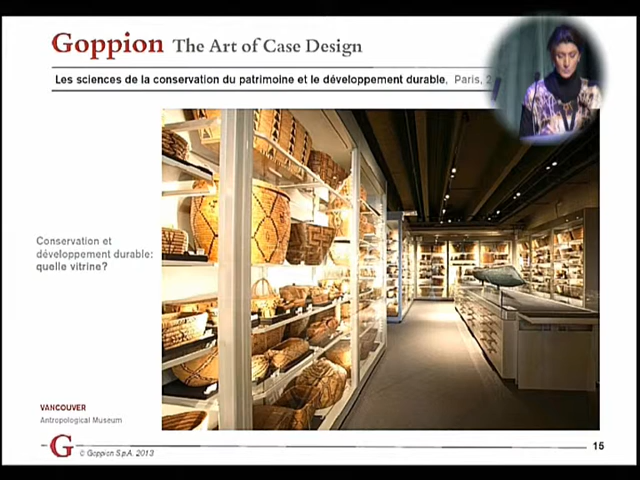 Goppion The Art of Case Design
Les sciences de la conservation du patrimoine et le développement durable, Paris,
Conservation et
développement durable:
quelle vitrine?
VANCOUVER
Antropological Museum
G © Goppion S.p.A. 2013
15